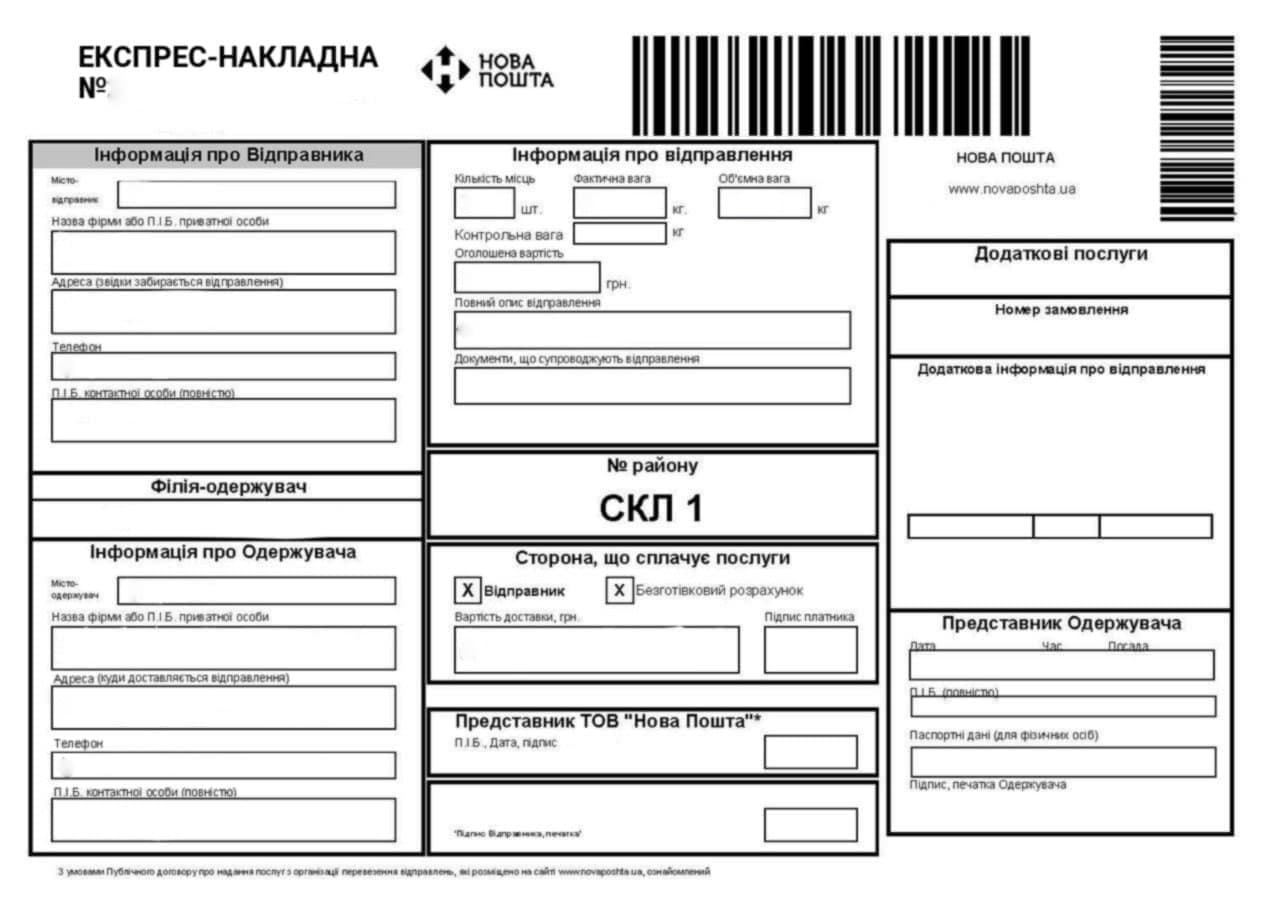 ЕКСПРЕС-НАКЛАДНА
№
НОВА
ПОШТА
Інформація про Відправника
Місто-
відправник
Назва фірми або П.І.Б. приватної особи
Адреса (звідки забирається відправлення)
Телефон
П.І.Б. контактної особи (повністю)
Філія-одержувач
Інформація про Одержувача
Місто-
одержувач
Назва фірми або П.І.Б. приватної особи
Адреса (куди доставляється відправлення)
Телефон
П.І.Б. контактної особи (повністю)
Інформація про відправлення
Кількість місць Фактична вага Об'ємна вага
шт. кг. кг
Контрольна вага кг
Оголошена вартість
грн.
Повний опис відправлення
Документи, що супроводжують відправлення
№ району
СКЛ 1
Сторона, що сплачує послуги
X Відправник X Безготівковий розрахунок
Вартість доставки, грн. Підпис платника
Представник ТОВ "Нова Пошта"*
П.І.Б., Дата, підпис
"Підпис Відправника, печатка"
НОВА ПОШТА
www.novaposhta.ua
Додаткові послуги
Номер замовлення
Додаткова інформація про відправлення
Представник Одержувача
Дата Час Посада
П.І.Б. (повністю)
Паспортні дані (для фізичних осіб)
Підпис, печатка Одержувача
З умовами Публічного договору про надання послуг з організації перевезення відправлень, які розміщено на сайті www.novaposhta.ua, ознайомлений